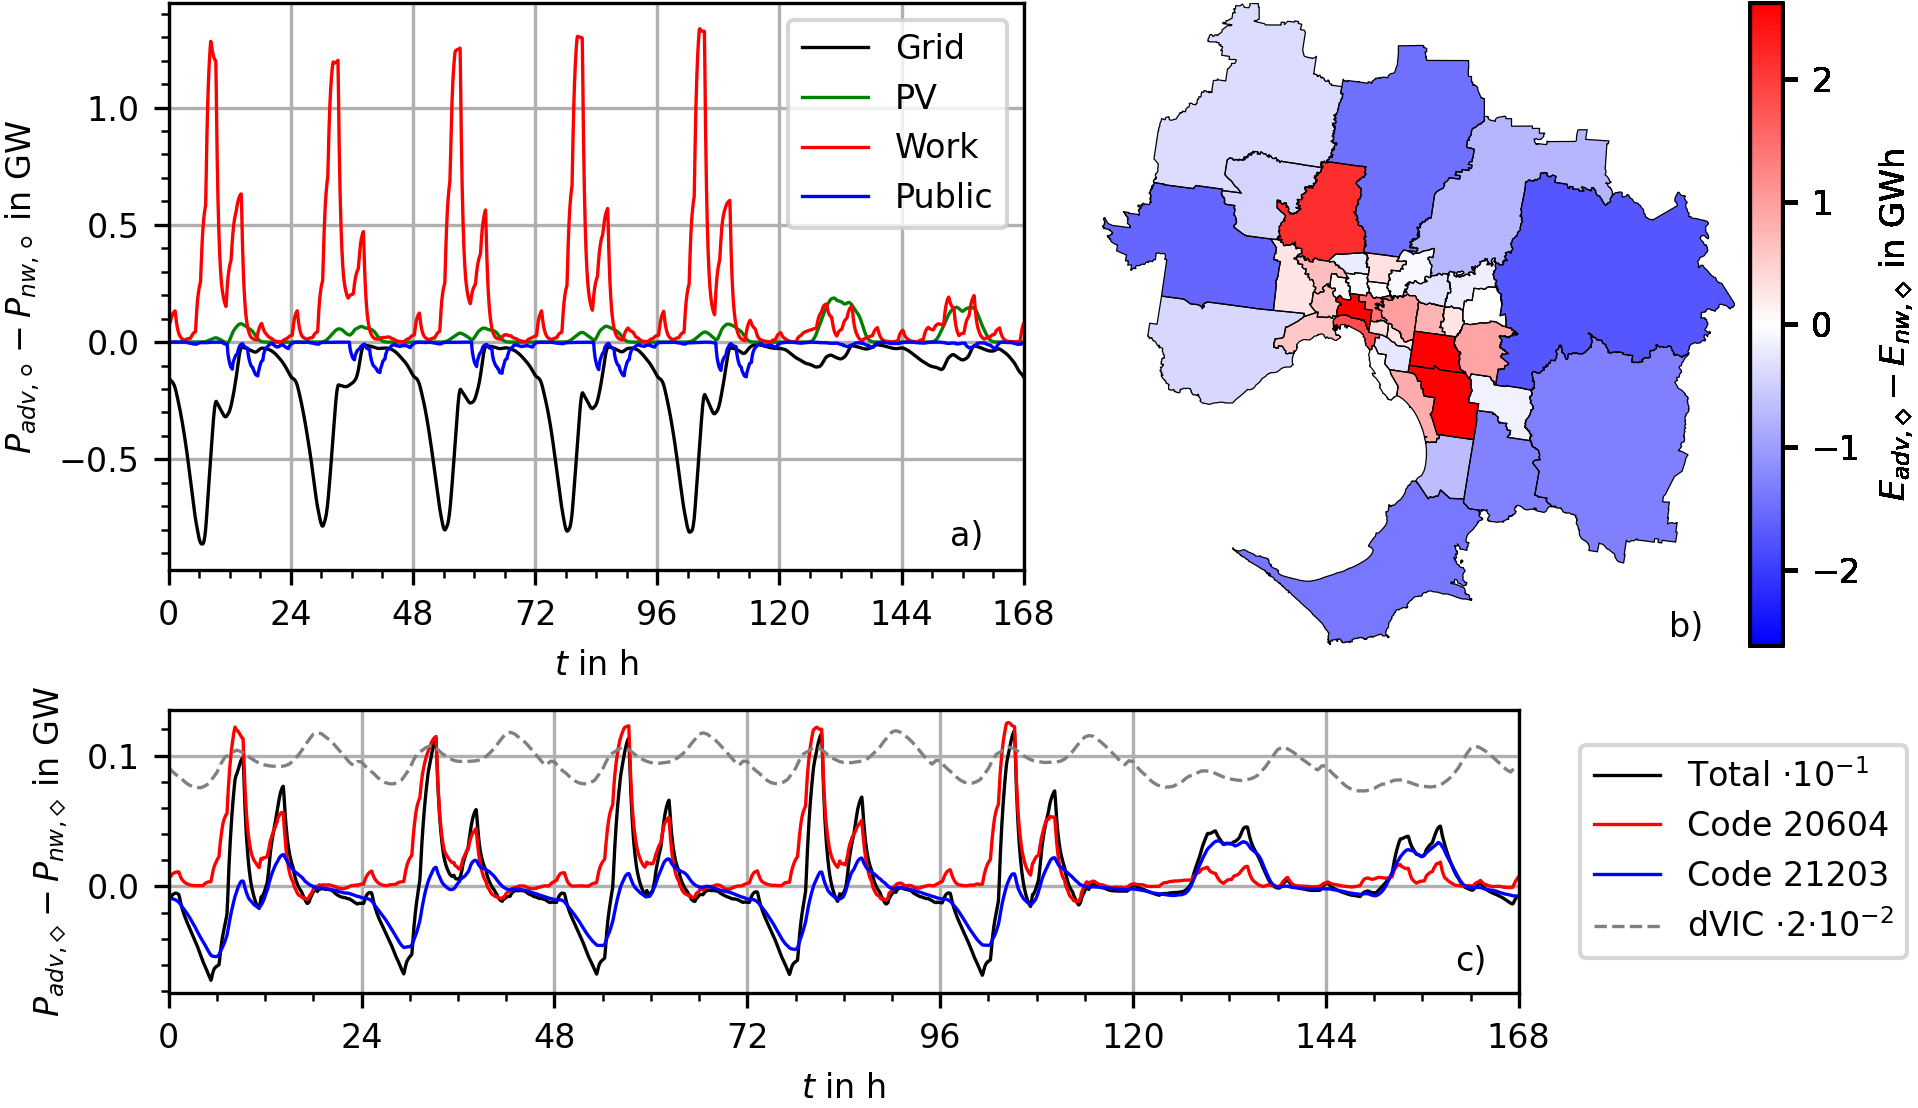 P_{adv,○} − P_{nw,○} in GW
1.0
0.5
0.0
−0.5
Grid
PV
Work
Public
a)
0 24 48 72 96 120 144 168
t in h
b)
2
1
0
−1
−2
E_{adv,◇} − E_{nw,◇} in GWh
P_{adv,◇} − P_{nw,◇} in GW
0.1
0.0
c)
0 24 48 72 96 120 144 168
t in h
Total ·10⁻¹
Code 20604
Code 21203
dVIC ·2·10⁻²